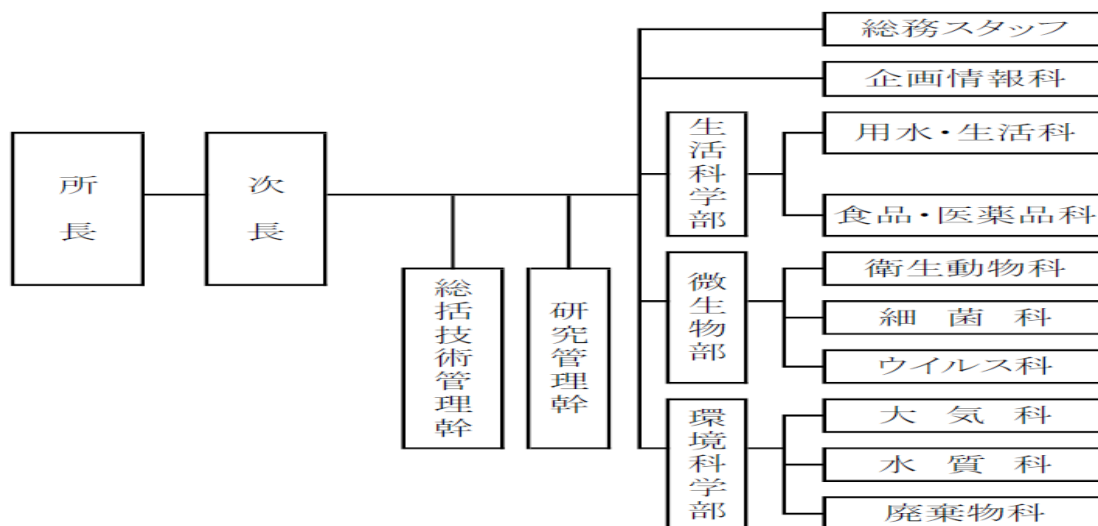 所長
次長
総括技術管理幹
研究管理幹
総務スタッフ
企画情報科
生活科学部
用水・生活科
食品・医薬品科
微生物部
衛生動物科
細菌科
ウイルス科
環境科学部
大気科
水質科
廃棄物科